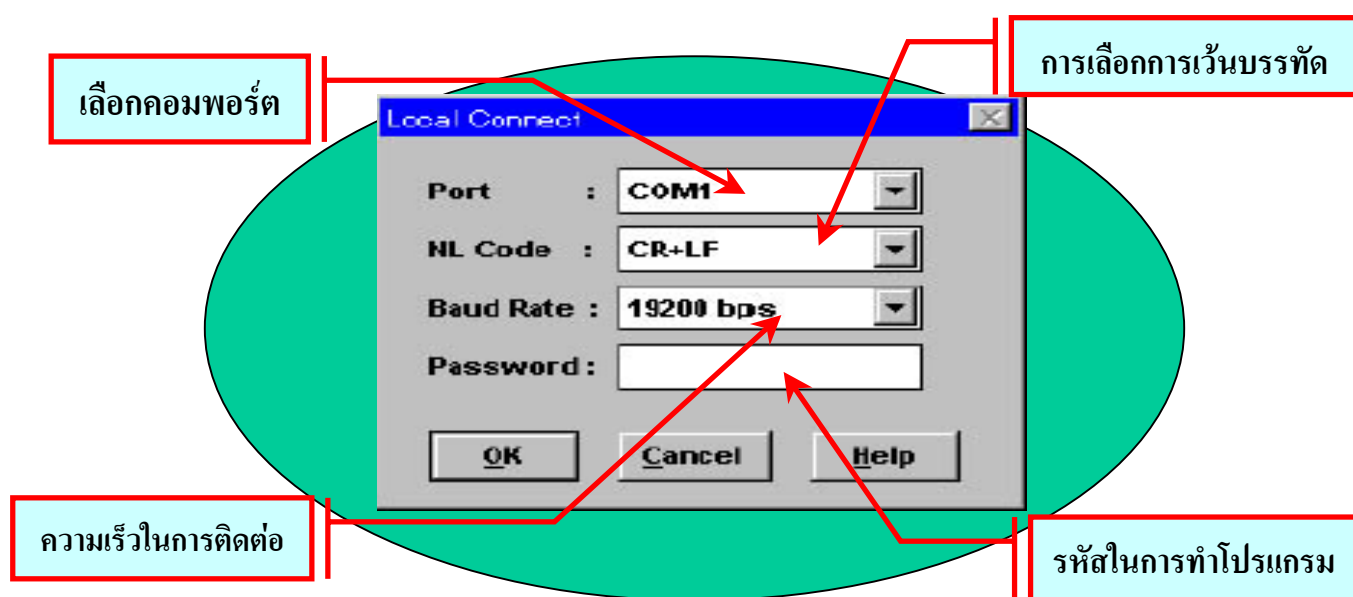 เลือกคอมพอร์ต
การเลือกการเว้นบรรทัด
Local Connect
Port : COM1
NL Code : CR+LF
Baud Rate : 19200 bps
Password :
OK Cancel Help
ความเร็วในการติดต่อ
รหัสในการทำโปรแกรม